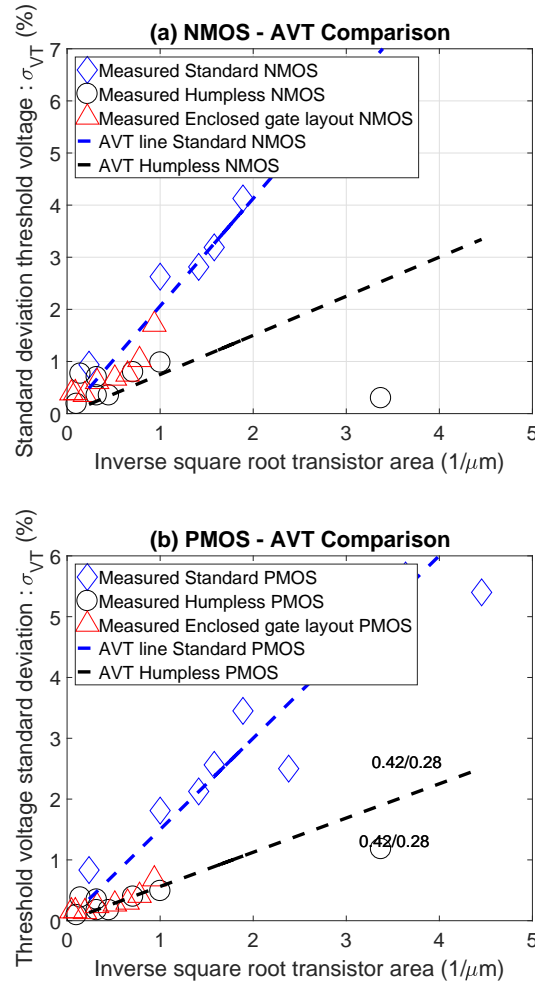 (a) NMOS - AVT Comparison
Standard deviation threshold voltage : σVT (%)
7
6
5
4
3
2
1
0
Measured Standard NMOS
Measured Humpless NMOS
Measured Enclosed gate layout NMOS
AVT line Standard NMOS
AVT Humpless NMOS
0 1 2 3 4 5
Inverse square root transistor area (1/μm)
(b) PMOS - AVT Comparison
Threshold voltage standard deviation : σVT (%)
6
5
4
3
2
1
0
Measured Standard PMOS
Measured Humpless PMOS
Measured Enclosed gate layout PMOS
AVT line Standard PMOS
AVT Humpless PMOS
0.42/0.28
0.42/0.28
0 1 2 3 4 5
Inverse square root transistor area (1/μm)